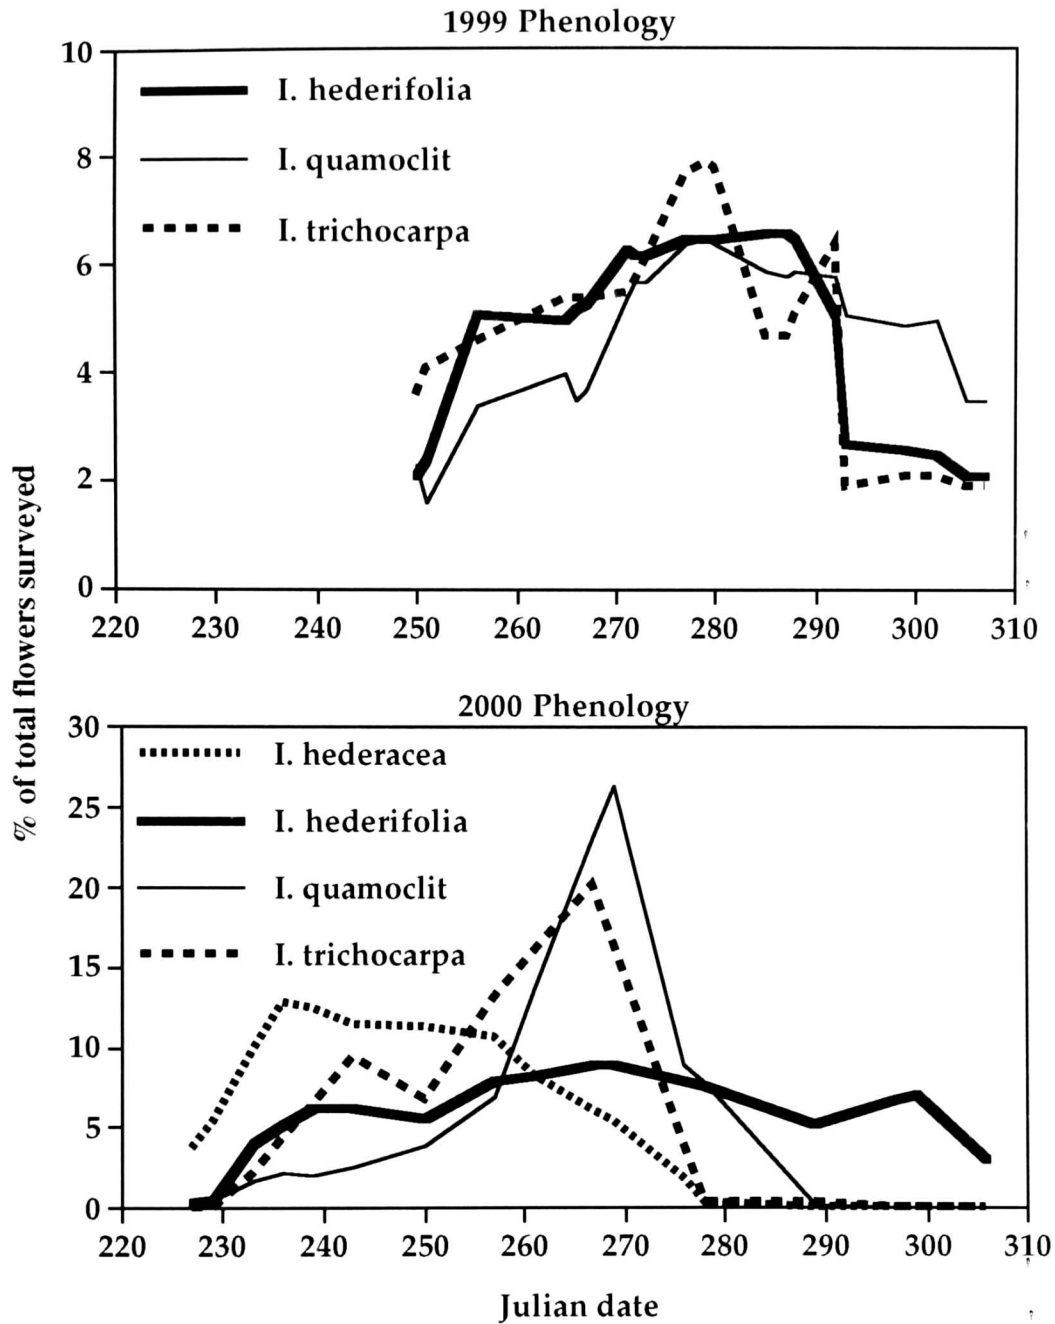 1999 Phenology
10
8
6
4
2
0
I. hederifolia
I. quamoclit
I. trichocarpa
220 230 240 250 260 270 280 290 300 310
% of total flowers surveyed
2000 Phenology
30
25
20
15
10
5
0
I. hederacea
I. hederifolia
I. quamoclit
I. trichocarpa
220 230 240 250 260 270 280 290 300 310
Julian date